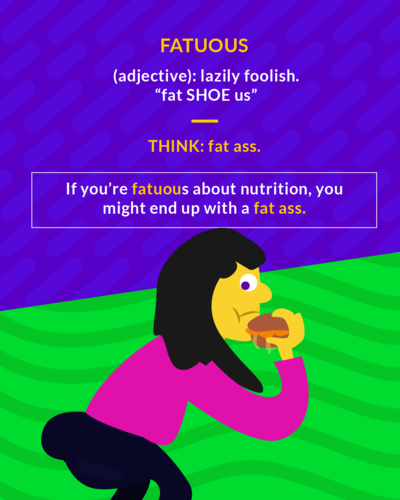 FATUOUS
(adjective): lazily foolish.
“fat SHOE us”
THINK: fat ass.
If you’re fatuous about nutrition, you
might end up with a fat ass.